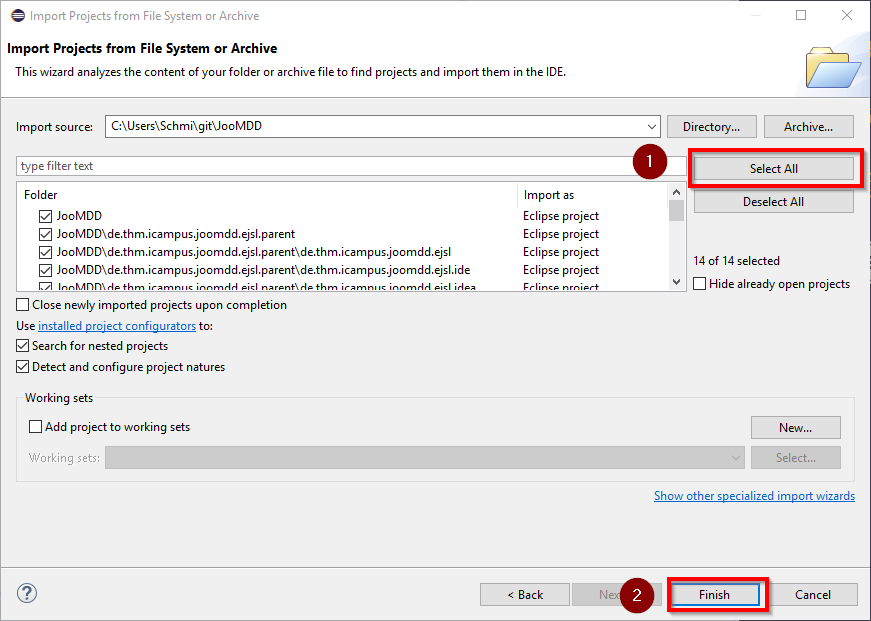 Import Projects from File System or Archive
Import Projects from File System or Archive
This wizard analyzes the content of your folder or archive file to find projects and import them in the IDE.
Import source: C:\Users\Schmi\git\JooMDD Directory... Archive...
type filter text 1 Select All
Folder Import as Deselect All
JooMDD Eclipse project
JooMDD\de.thm.icampus.joomdd.ejsl.parent Eclipse project
JooMDD\de.thm.icampus.joomdd.ejsl.parent\de.thm.icampus.joomdd.ejsl Eclipse project 14 of 14 selected
JooMDD\de.thm.icampus.joomdd.ejsl.parent\de.thm.icampus.joomdd.ejsl.ide Eclipse project
JooMDD\de.thm.icampus.joomdd.ejsl.parent\de.thm.icampus.joomdd.ejsl.idea Eclipse project Hide already open projects
Close newly imported projects upon completion
Use installed project configurators to:
Search for nested projects
Detect and configure project natures
Working sets
Add project to working sets New...
Working sets: Select...
Show other specialized import wizards
? < Back 2 Finish Cancel